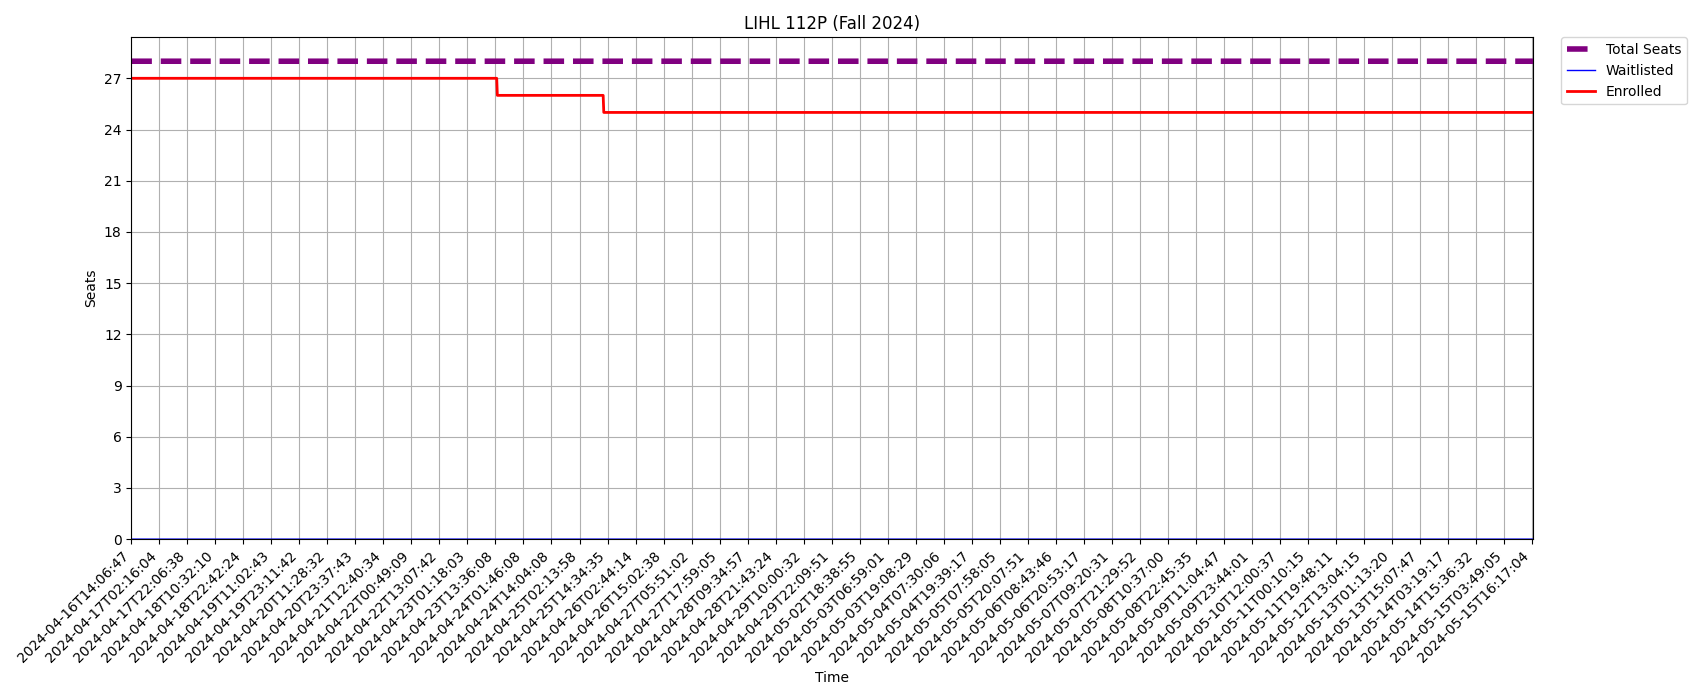 LIHL 112P (Fall 2024)
Total Seats
Waitlisted
Enrolled
Seats
27
24
21
18
15
12
9
6
3
0
2024-04-16T14:06:47
2024-04-17T02:16:04
2024-04-17T22:06:38
2024-04-18T10:32:10
2024-04-18T22:42:24
2024-04-19T11:02:43
2024-04-19T23:11:42
2024-04-20T11:28:32
2024-04-20T23:37:43
2024-04-21T12:40:34
2024-04-22T00:49:09
2024-04-22T13:07:42
2024-04-23T01:18:03
2024-04-23T13:36:08
2024-04-24T01:46:08
2024-04-24T14:04:08
2024-04-25T02:13:58
2024-04-25T14:34:35
2024-04-26T02:44:14
2024-04-26T15:02:38
2024-04-27T05:51:02
2024-04-27T17:59:05
2024-04-28T09:34:57
2024-04-28T21:43:24
2024-04-29T10:00:32
2024-04-29T22:09:51
2024-05-02T18:38:55
2024-05-03T06:59:01
2024-05-03T19:08:29
2024-05-04T07:30:06
2024-05-04T19:39:17
2024-05-05T07:58:05
2024-05-05T20:07:51
2024-05-06T08:43:46
2024-05-06T20:53:17
2024-05-07T09:20:31
2024-05-07T21:29:52
2024-05-08T10:37:00
2024-05-08T22:45:35
2024-05-09T11:04:47
2024-05-09T23:44:01
2024-05-10T12:00:37
2024-05-11T00:10:15
2024-05-11T19:48:11
2024-05-12T13:04:15
2024-05-13T01:13:20
2024-05-13T15:07:47
2024-05-14T03:19:17
2024-05-14T15:36:32
2024-05-15T03:49:05
2024-05-15T16:17:04
Time